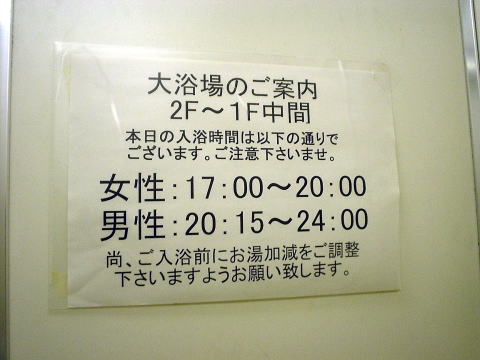 大浴場のご案内
2F～1F中間
本日の入浴時間は以下の通りで
ございます。ご注意下さいませ。
女性：17：00～20：00
男性：20：15～24：00
尚、ご入浴前にお湯加減をご調整
下さいますようお願い致します。